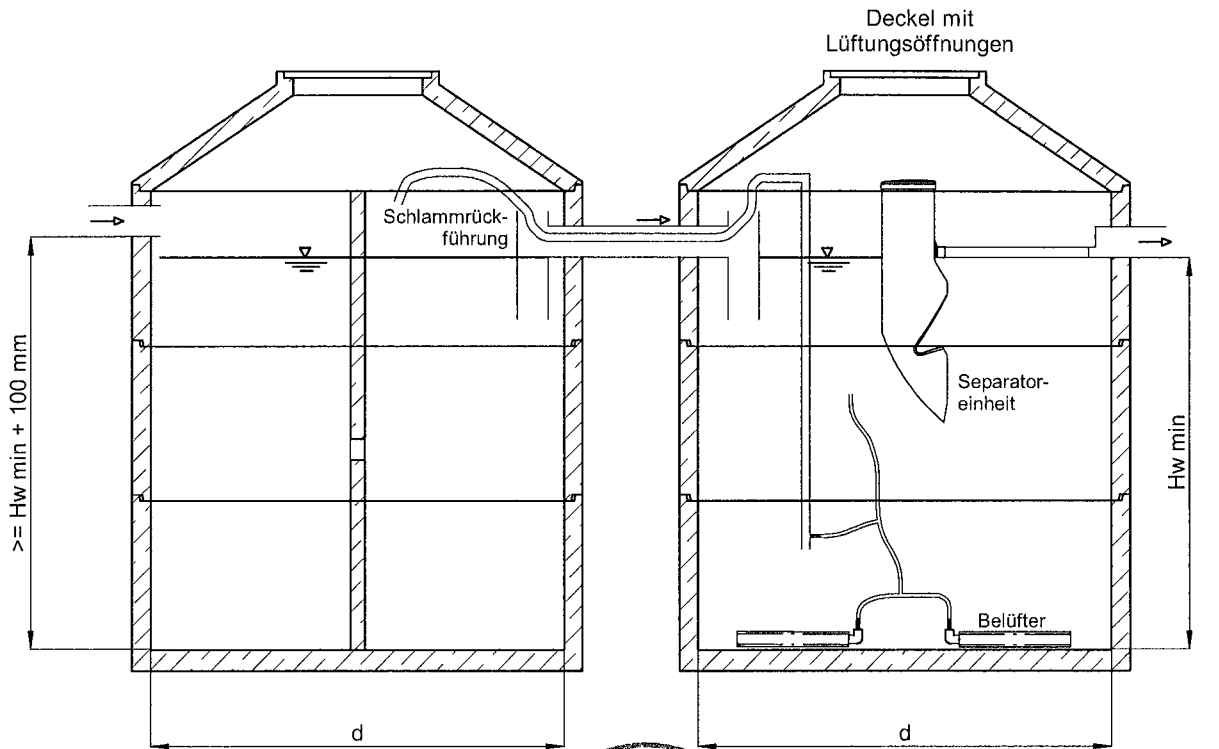 Deckel mit
Lüftungsöffnungen
Schlammrück-
führung
Separator-
einheit
Belüfter
>= Hw min + 100 mm
Hw min
d
d